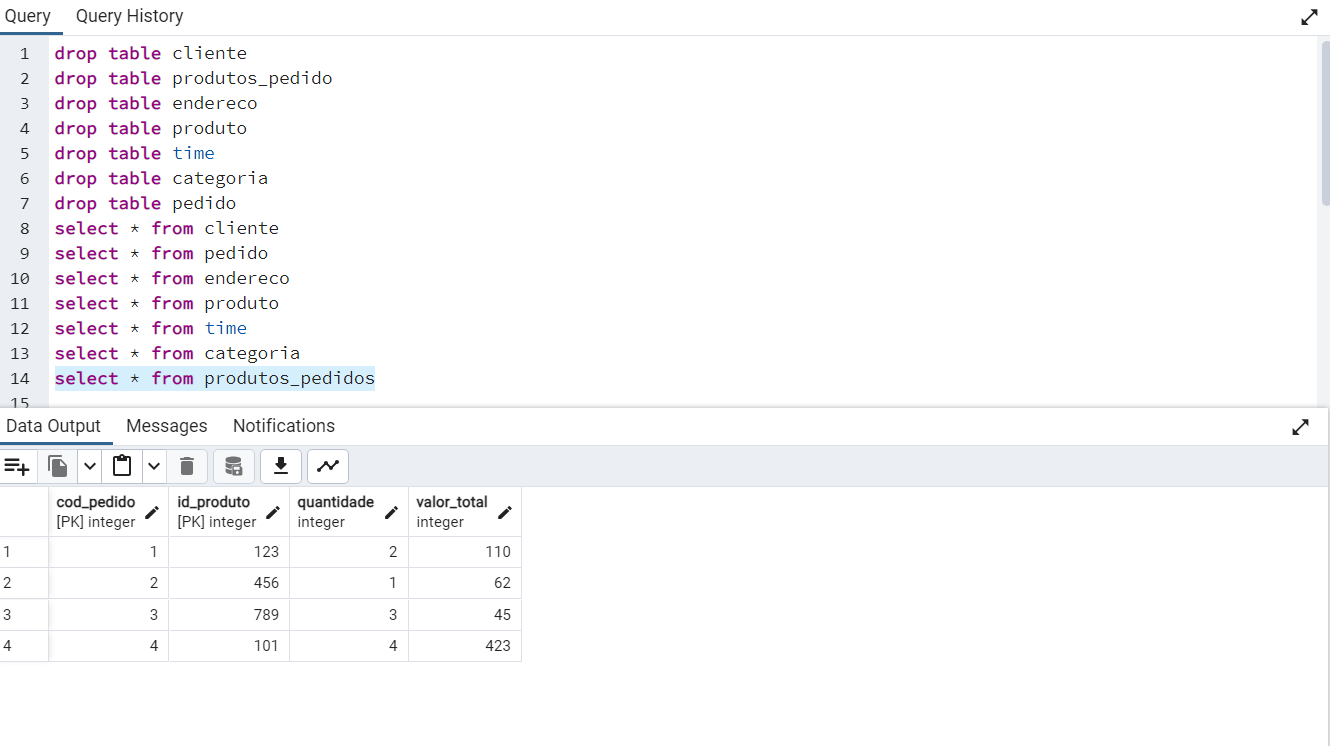 Query Query History
1 drop table cliente
2 drop table produtos_pedido
3 drop table endereco
4 drop table produto
5 drop table time
6 drop table categoria
7 drop table pedido
8 select * from cliente
9 select * from pedido
10 select * from endereco
11 select * from produto
12 select * from time
13 select * from categoria
14 select * from produtos_pedidos
15
Data Output Messages Notifications
cod_pedido id_produto quantidade valor_total
[PK] integer [PK] integer integer integer
1 1 123 2 110
2 2 456 1 62
3 3 789 3 45
4 4 101 4 423